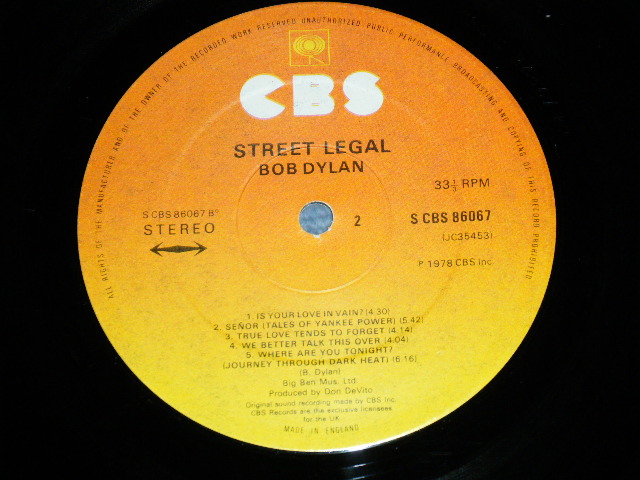 ALL RIGHTS OF THE MANUFACTURER AND OF THE OWNER OF THE RECORDED WORK RESERVED UNAUTHORIZED PUBLIC PERFORMANCE BROADCASTING AND COPYING OF THIS RECORD PROHIBITED
CBS
STREET LEGAL
BOB DYLAN
33⅓ RPM
S CBS 86067 B°
STEREO
2
S CBS 86067
(JC35453)
℗ 1978 CBS Inc.
1. IS YOUR LOVE IN VAIN? (4.30)
2. SEÑOR (TALES OF YANKEE POWER) (5.42)
3. TRUE LOVE TENDS TO FORGET (4.14)
4. WE BETTER TALK THIS OVER (4.04)
5. WHERE ARE YOU TONIGHT?
(JOURNEY THROUGH DARK HEAT) (6.16)
(B. Dylan)
Big Ben Mus. Ltd.
Produced by Don DeVito
Original sound recording made by CBS Inc.
CBS Records are the exclusive licensees
for the UK.
MADE IN ENGLAND